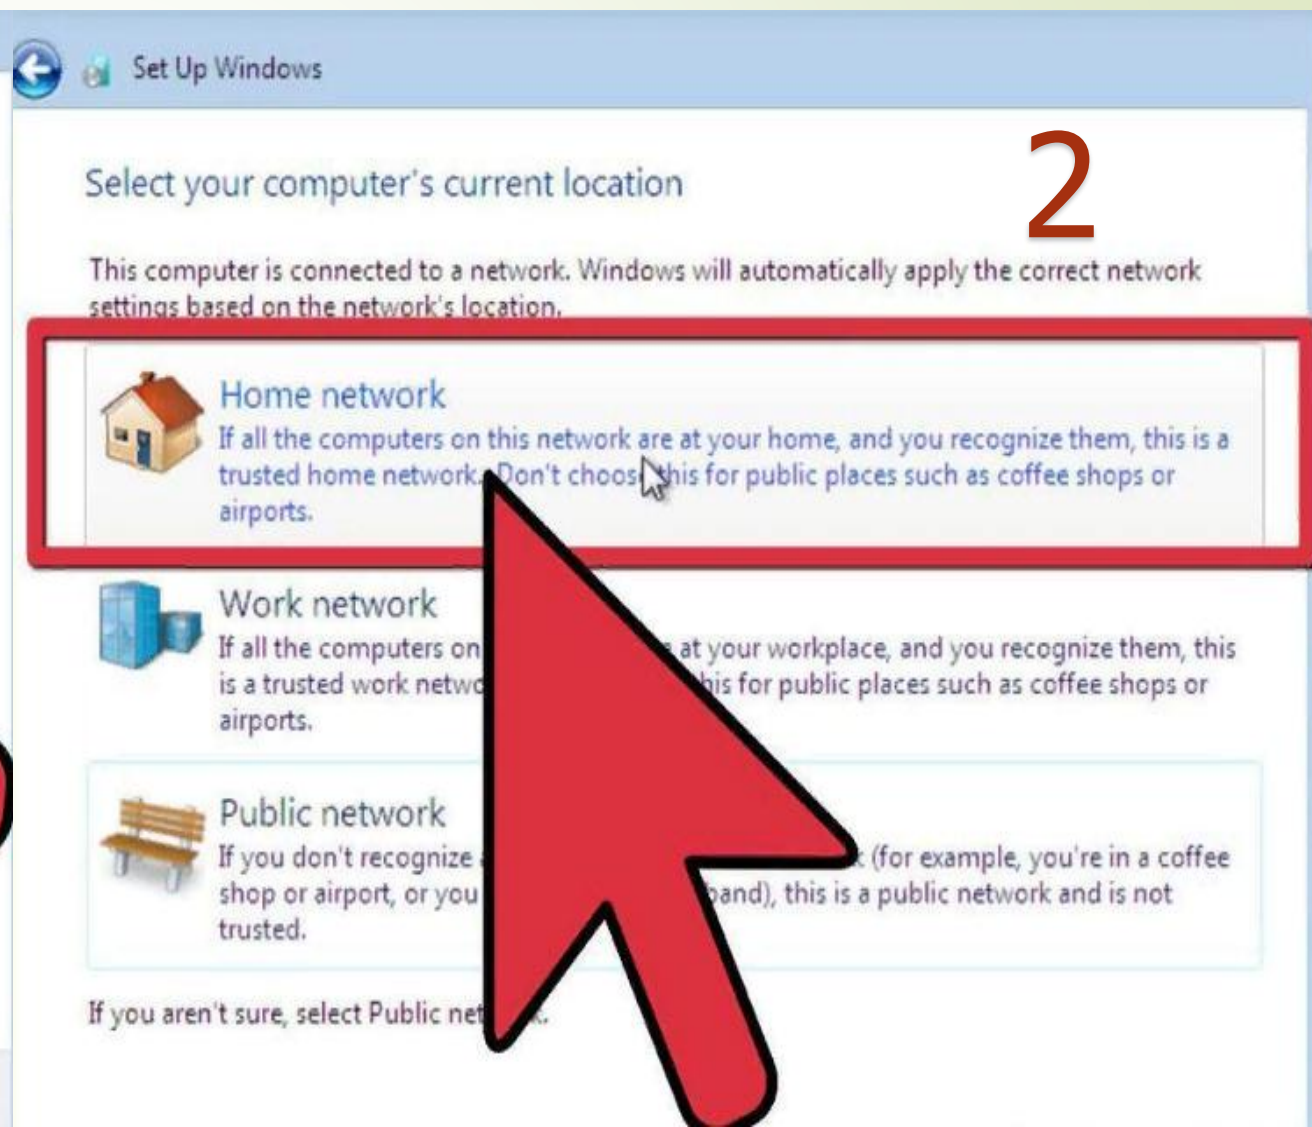 Set Up Windows
2
Select your computer's current location
This computer is connected to a network. Windows will automatically apply the correct network
settings based on the network's location.
Home network
If all the computers on this network are at your home, and you recognize them, this is a
trusted home network. Don't choose this for public places such as coffee shops or
airports.
Work network
If all the computers on at your workplace, and you recognize them, this
is a trusted work for public places such as coffee shops or
airports.
Public network
If you don't recognize (for example, you're in a coffee
shop or airport, or you this is a public network and is not
trusted.
If you aren't sure, select Public